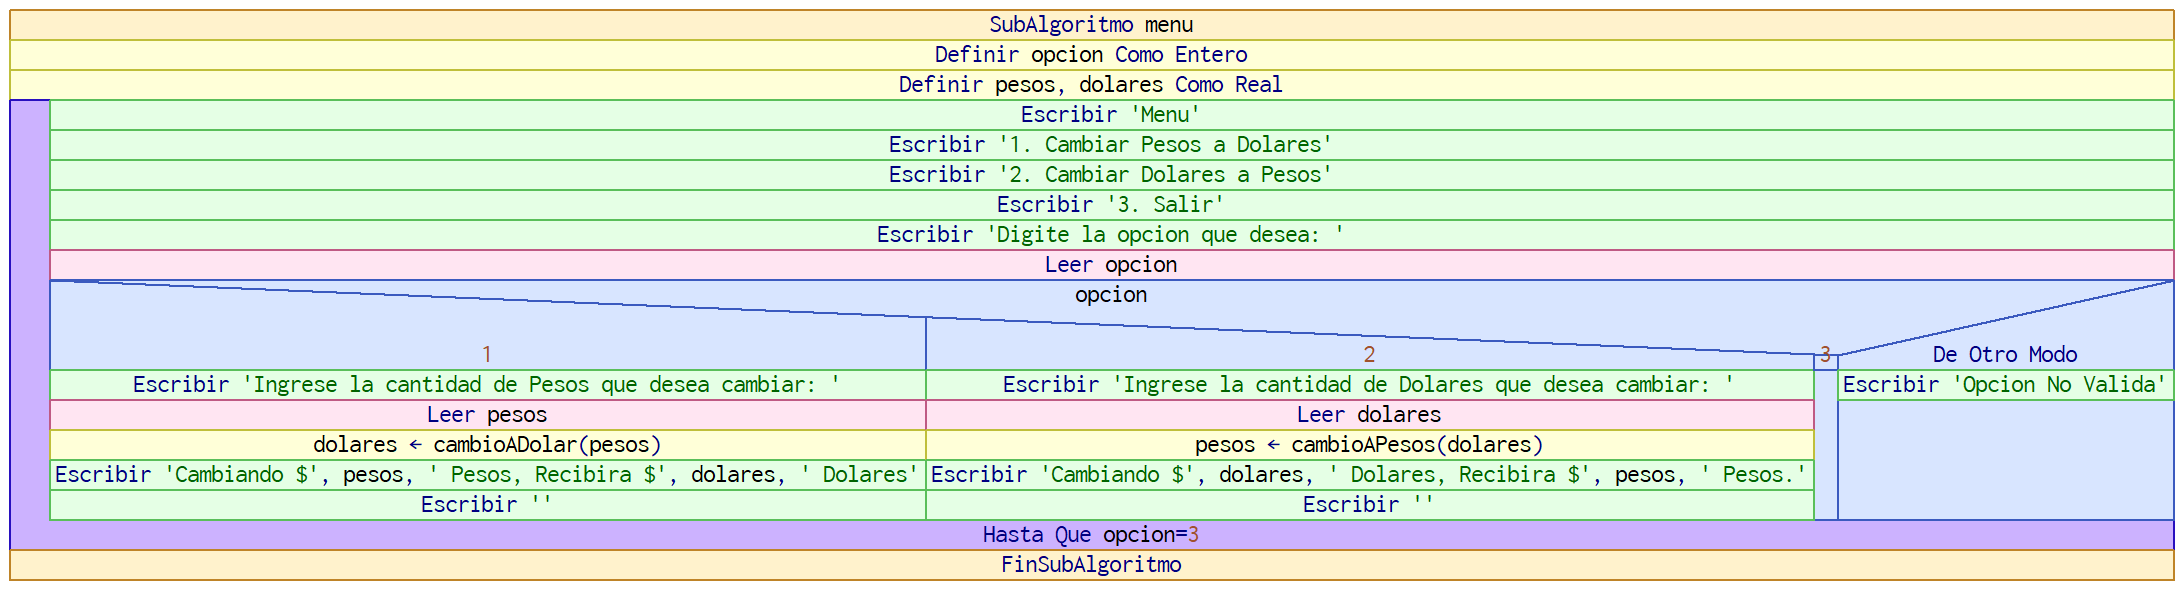 SubAlgoritmo menu
Definir opcion Como Entero
Definir pesos, dolares Como Real
Escribir 'Menu'
Escribir '1. Cambiar Pesos a Dolares'
Escribir '2. Cambiar Dolares a Pesos'
Escribir '3. Salir'
Escribir 'Digite la opcion que desea: '
Leer opcion
opcion
1 2 3 De Otro Modo
Escribir 'Ingrese la cantidad de Pesos que desea cambiar: ' Escribir 'Ingrese la cantidad de Dolares que desea cambiar: ' Escribir 'Opcion No Valida'
Leer pesos Leer dolares
dolares ← cambioADolar(pesos) pesos ← cambioAPesos(dolares)
Escribir 'Cambiando $', pesos, ' Pesos, Recibira $', dolares, ' Dolares' Escribir 'Cambiando $', dolares, ' Dolares, Recibira $', pesos, ' Pesos.'
Escribir '' Escribir ''
Hasta Que opcion=3
FinSubAlgoritmo